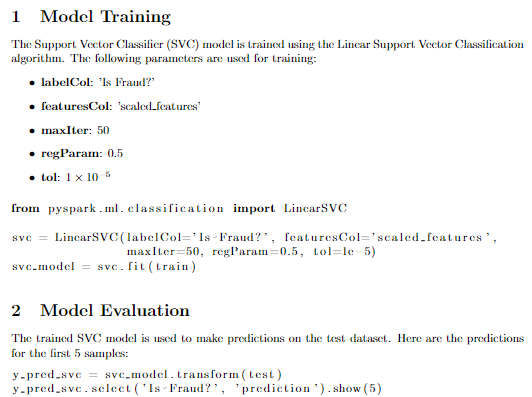 1 Model Training
The Support Vector Classifier (SVC) model is trained using the Linear Support Vector Classification
algorithm. The following parameters are used for training:
• labelCol: 'Is Fraud?'
• featuresCol: 'scaled_features'
• maxIter: 50
• regParam: 0.5
• tol: 1 × 10⁻⁵
from pyspark.ml.classification import LinearSVC
svc = LinearSVC(labelCol='Is-Fraud?', featuresCol='scaled_features',
maxIter=50, regParam=0.5, tol=1e-5)
svc_model = svc.fit(train)
2 Model Evaluation
The trained SVC model is used to make predictions on the test dataset. Here are the predictions
for the first 5 samples:
y_pred_svc = svc_model.transform(test)
y_pred_svc.select('Is-Fraud?', 'prediction').show(5)